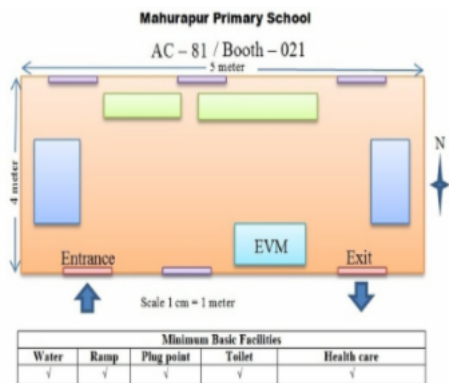 Mahurapur Primary School
AC – 81 / Booth – 021
5 meter
4 meter
N
EVM
Entrance
Exit
Scale 1 cm = 1 meter
Minimum Basic Facilities
Water Ramp Plug point Toilet Health care
√ √ √ √ √